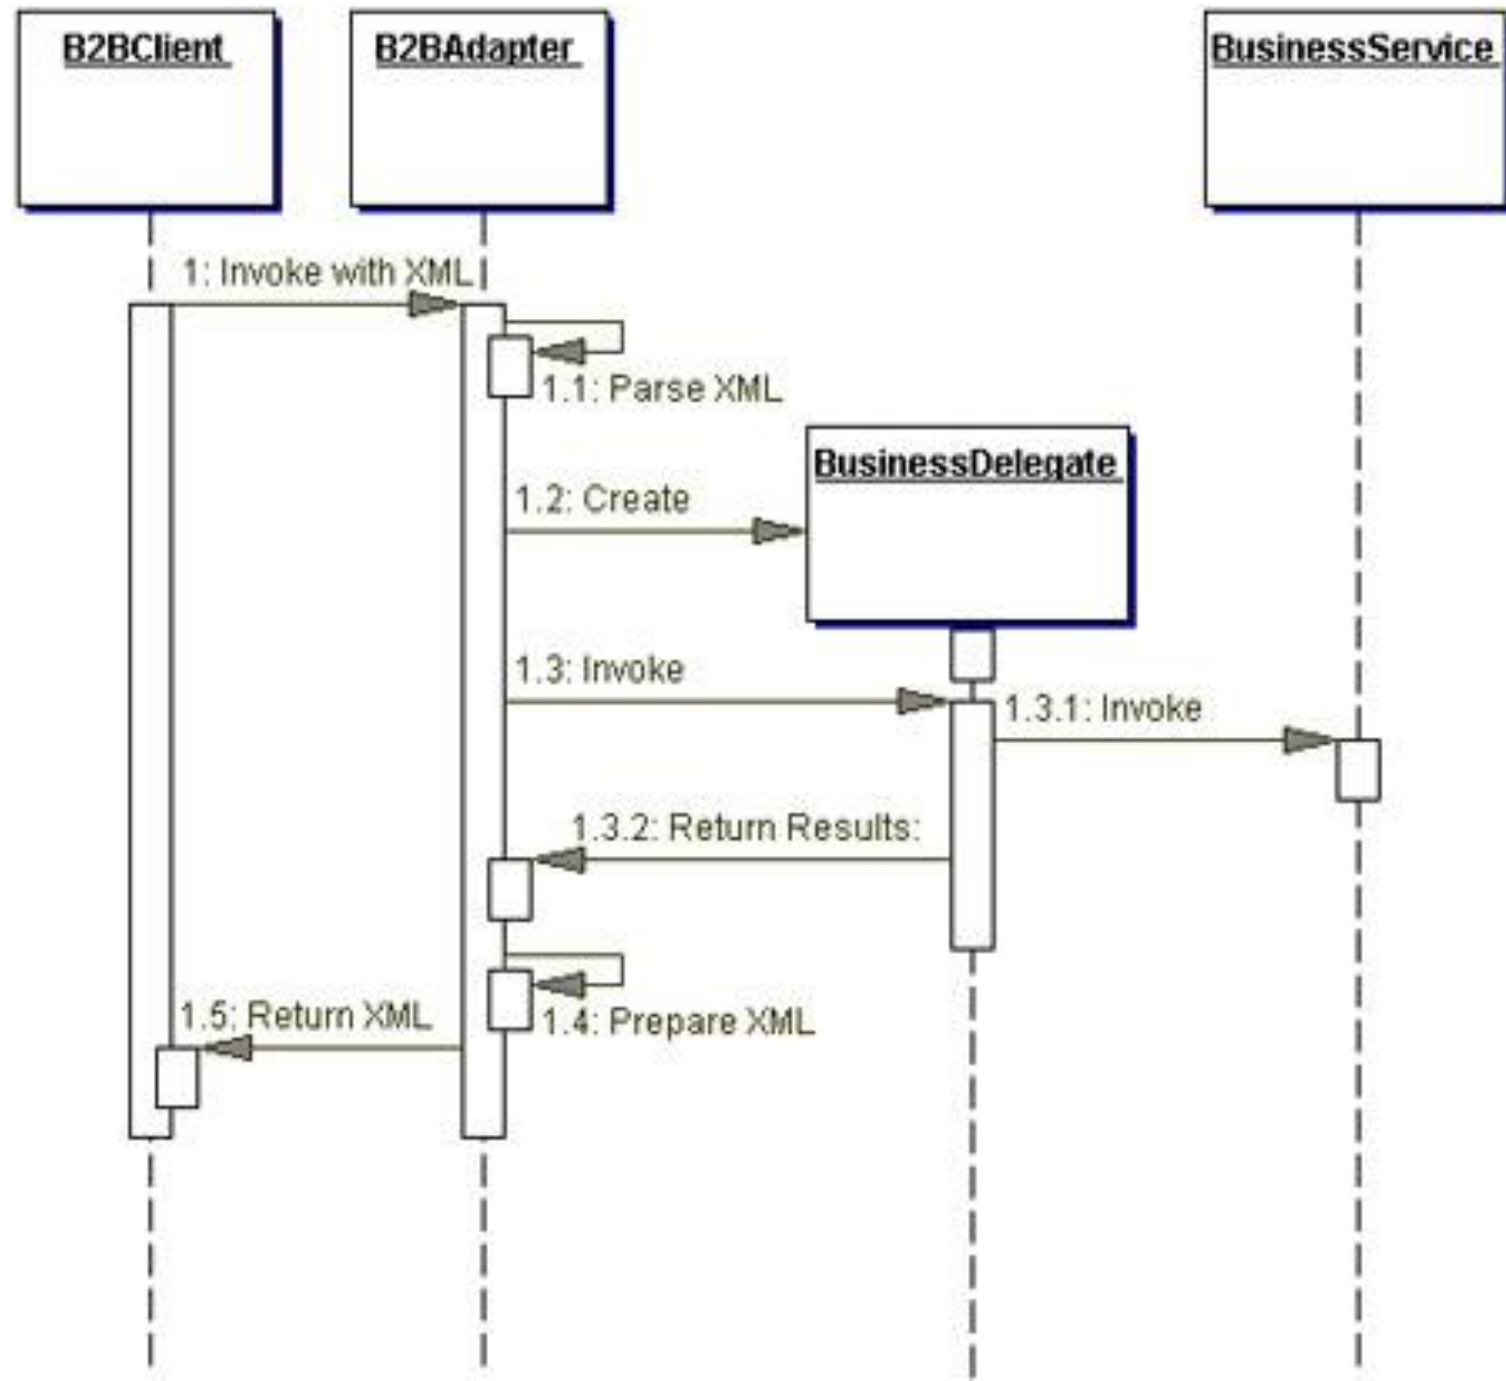 B2BClient
B2BAdapter
BusinessService
1: Invoke with XML
1.1: Parse XML
BusinessDelegate
1.2: Create
1.3: Invoke
1.3.1: Invoke
1.3.2: Return Results:
1.5: Return XML
1.4: Prepare XML